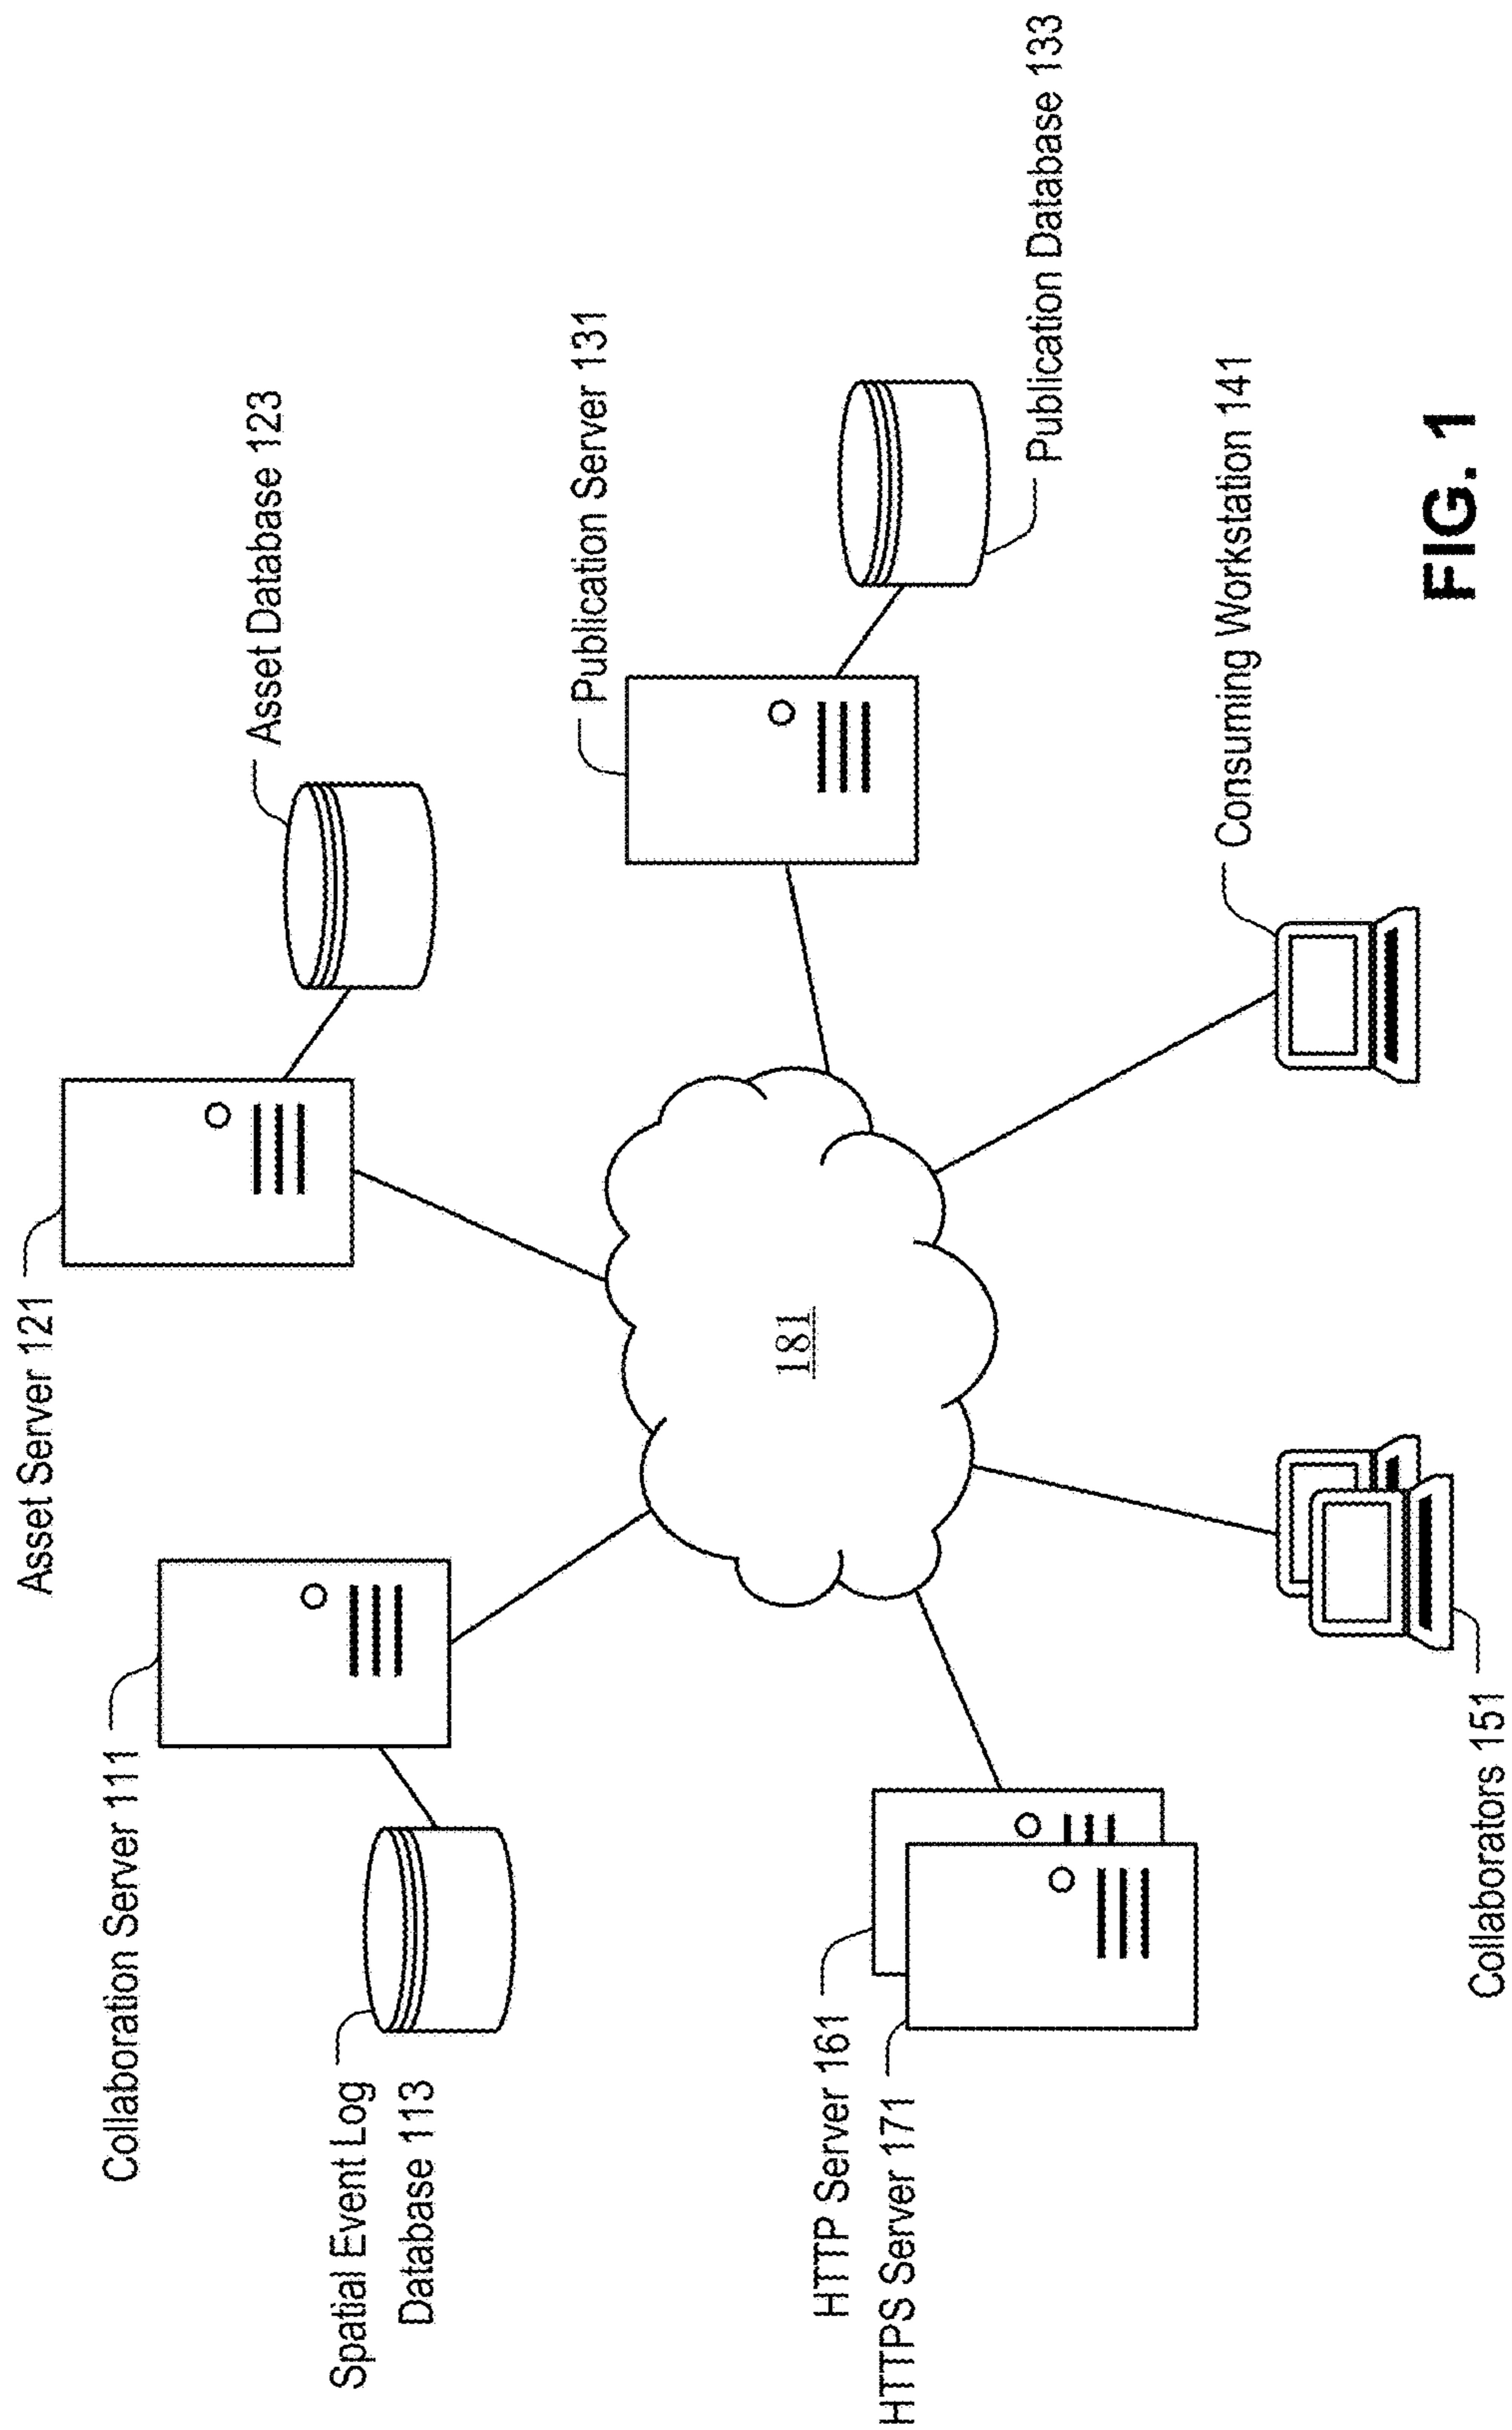 Asset Server 121
Asset Database 123
Collaboration Server 111
Spatial Event Log
Database 113
Publication Server 131
Publication Database 133
181
HTTP Server 161
HTTPS Server 171
Collaborators 151
Consuming Workstation 141
FIG. 1